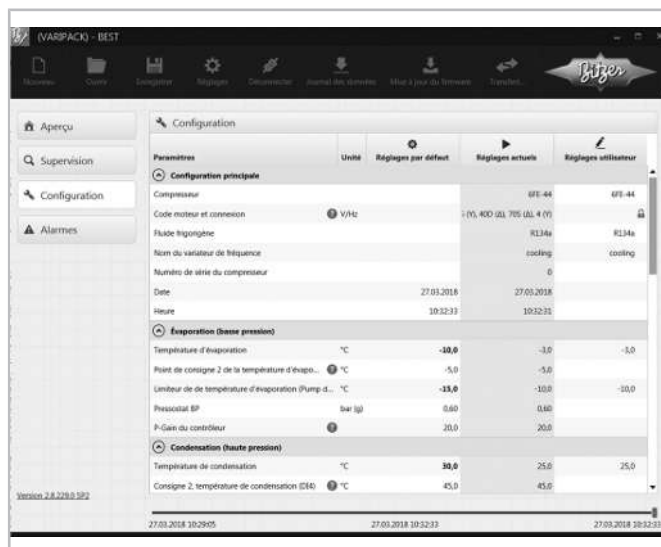 (VARIPACK) - BEST
Nouveau Ouvrir Enregistrer Réglages Déconnecter Journal des données Mise à jour du firmware Transfert...
Bitzer
Aperçu
Supervision
Configuration
Alarmes
Configuration
Paramètres Unité Réglages par défaut Réglages actuels Réglages utilisateur
Configuration principale
Compresseur 6FE-44 6FE-44
Code moteur et connexion ? V/Hz (Y), 40D (Δ), 70S (Δ), 4 (Y)
Fluide frigorigène R134a R134a
Nom du variateur de fréquence cooling cooling
Numéro de série du compresseur 0
Date 27.03.2018 27.03.2018
Heure 10:32:33 10:32:31
Évaporation (basse pression)
Température d'évaporation °C -10,0 -3,0 -3,0
Point de consigne 2 de la température d'évapo... ? °C -5,0 -5,0
Limiteur de de température d'évaporation (Pump d... °C -15,0 -10,0 -10,0
Pressostat BP bar (g) 0,60 0,60
P-Gain du contrôleur ? 20,0 20,0
Condensation (haute pression)
Température de condensation °C 30,0 25,0 25,0
Consigne 2, température de condensation (DI4) ? °C 45,0 45,0
Version 2.8.229.0 SP2
27.03.2018 10:29:05 27.03.2018 10:32:33 27.03.2018 10:32:33